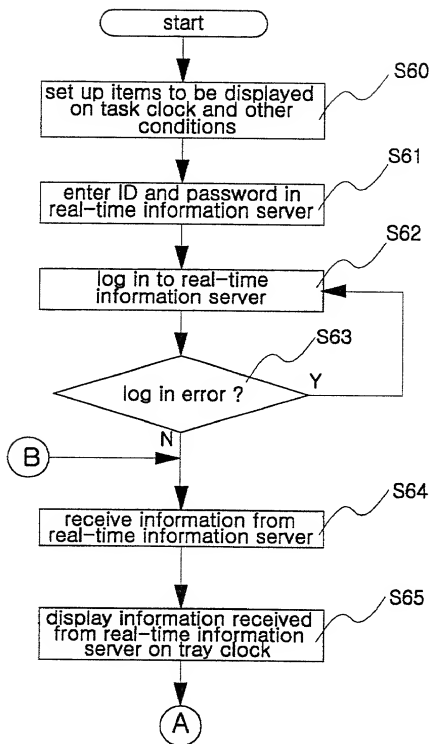 start
S60
set up items to be displayed
on task clock and other
conditions
S61
enter ID and password in
real-time information server
S62
log in to real-time
information server
S63
log in error ?
Y
N
B
S64
receive information from
real-time information server
S65
display information received
from real-time information
server on tray clock
A